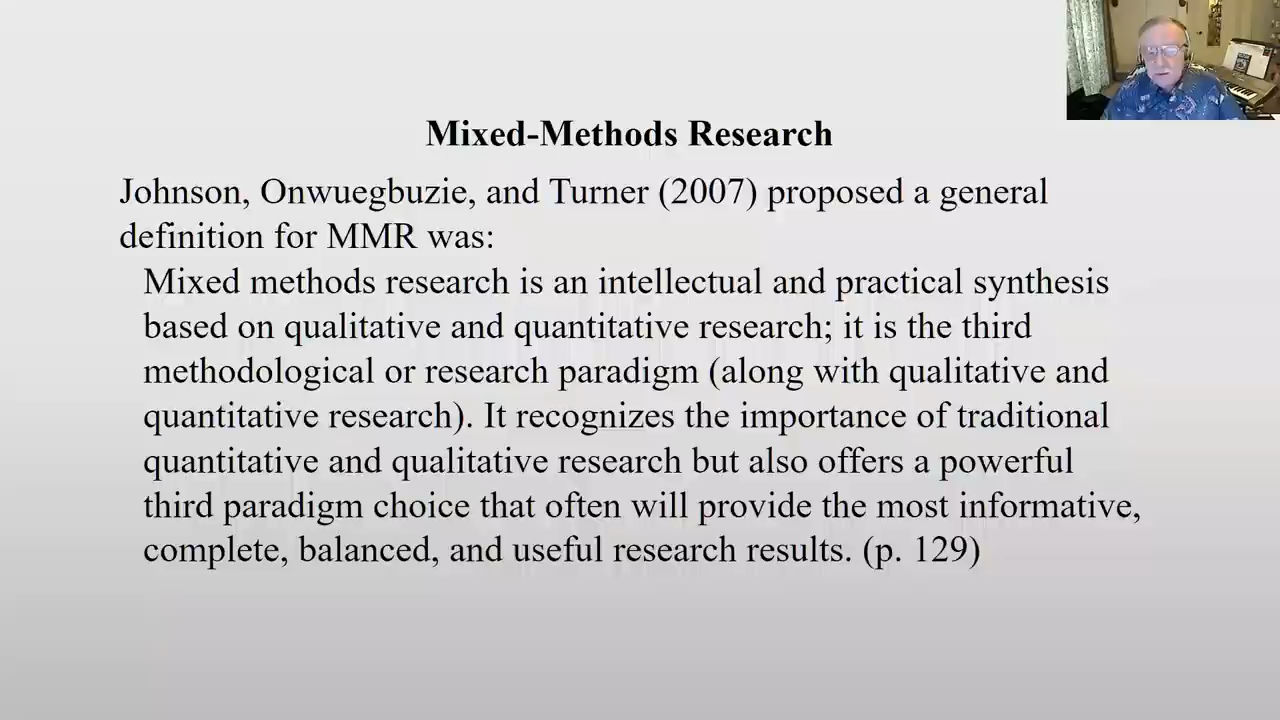 Mixed-Methods Research
Johnson, Onwuegbuzie, and Turner (2007) proposed a general
definition for MMR was:
Mixed methods research is an intellectual and practical synthesis
based on qualitative and quantitative research; it is the third
methodological or research paradigm (along with qualitative and
quantitative research). It recognizes the importance of traditional
quantitative and qualitative research but also offers a powerful
third paradigm choice that often will provide the most informative,
complete, balanced, and useful research results. (p. 129)